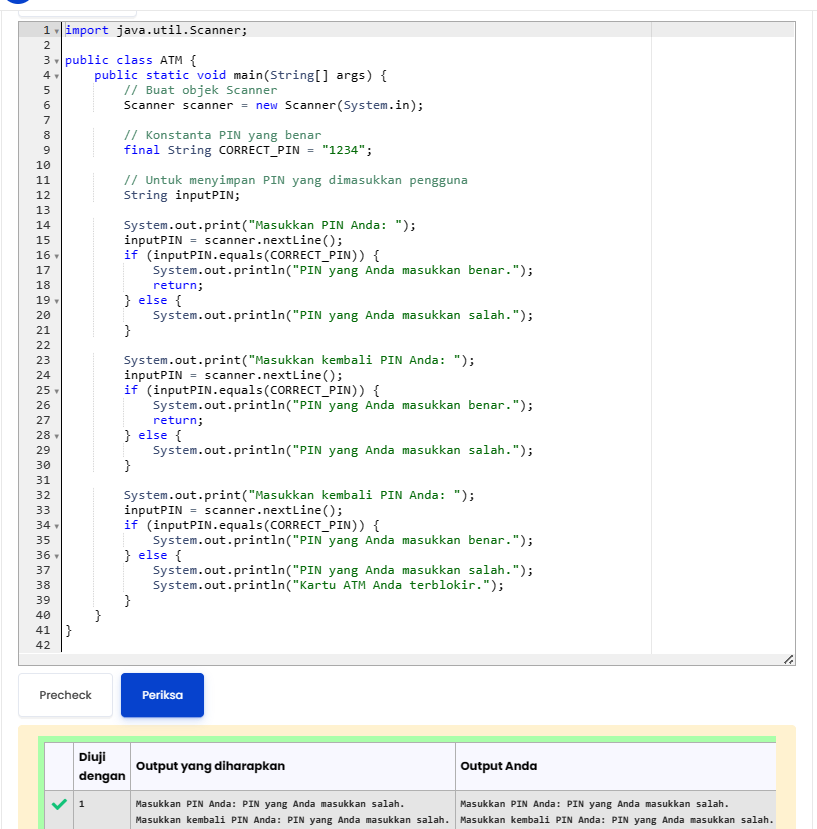 1 import java.util.Scanner;
2
3 public class ATM {
4 public static void main(String[] args) {
5 // Buat objek Scanner
6 Scanner scanner = new Scanner(System.in);
7
8 // Konstanta PIN yang benar
9 final String CORRECT_PIN = "1234";
10
11 // Untuk menyimpan PIN yang dimasukkan pengguna
12 String inputPIN;
13
14 System.out.print("Masukkan PIN Anda: ");
15 inputPIN = scanner.nextLine();
16 if (inputPIN.equals(CORRECT_PIN)) {
17 System.out.println("PIN yang Anda masukkan benar.");
18 return;
19 } else {
20 System.out.println("PIN yang Anda masukkan salah.");
21 }
22
23 System.out.print("Masukkan kembali PIN Anda: ");
24 inputPIN = scanner.nextLine();
25 if (inputPIN.equals(CORRECT_PIN)) {
26 System.out.println("PIN yang Anda masukkan benar.");
27 return;
28 } else {
29 System.out.println("PIN yang Anda masukkan salah.");
30 }
31
32 System.out.print("Masukkan kembali PIN Anda: ");
33 inputPIN = scanner.nextLine();
34 if (inputPIN.equals(CORRECT_PIN)) {
35 System.out.println("PIN yang Anda masukkan benar.");
36 } else {
37 System.out.println("PIN yang Anda masukkan salah.");
38 System.out.println("Kartu ATM Anda terblokir.");
39 }
40 }
41 }
42
Precheck Periksa
Diuji dengan Output yang diharapkan Output Anda
1 Masukkan PIN Anda: PIN yang Anda masukkan salah. Masukkan PIN Anda: PIN yang Anda masukkan salah.
Masukkan kembali PIN Anda: PIN yang Anda masukkan salah. Masukkan kembali PIN Anda: PIN yang Anda masukkan salah.